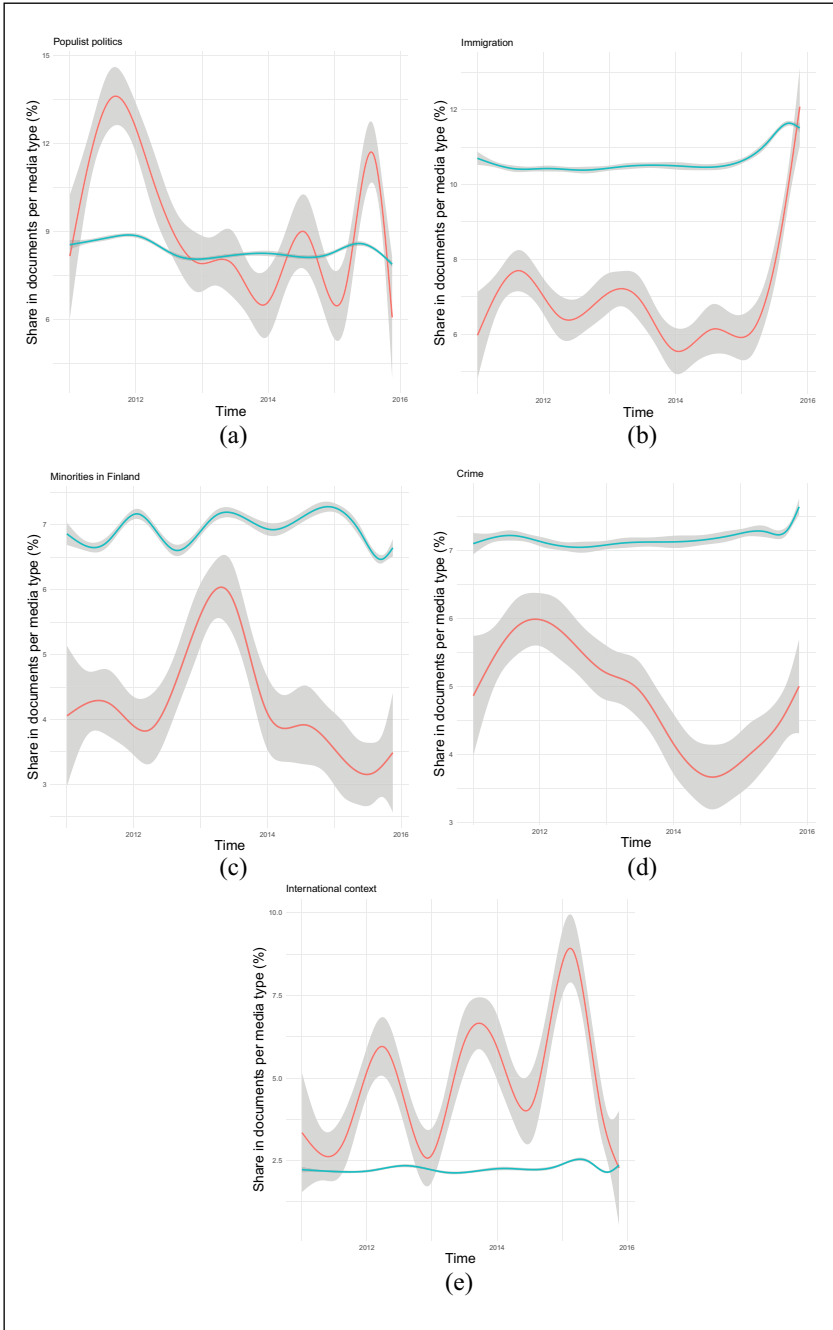 Populist politics
Share in documents per media type (%)
15
12
9
6
2012
2014
2016
Time
(a)
Immigration
Share in documents per media type (%)
12
10
8
6
2012
2014
2016
Time
(b)
Minorities in Finland
Share in documents per media type (%)
7
6
5
4
3
2012
2014
2016
Time
(c)
Crime
Share in documents per media type (%)
7
6
5
4
3
2012
2014
2016
Time
(d)
International context
Share in documents per media type (%)
10.0
7.5
5.0
2.5
2012
2014
2016
Time
(e)